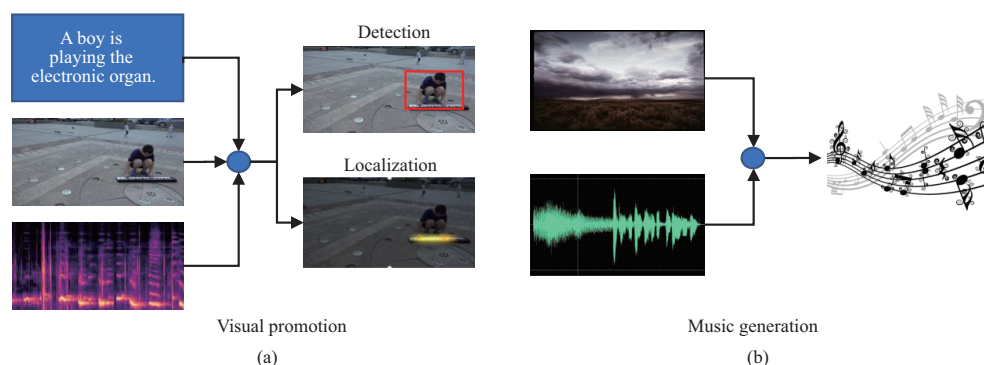 A boy is
playing the
electronic organ.
Detection
Localization
Visual promotion
(a)
Music generation
(b)